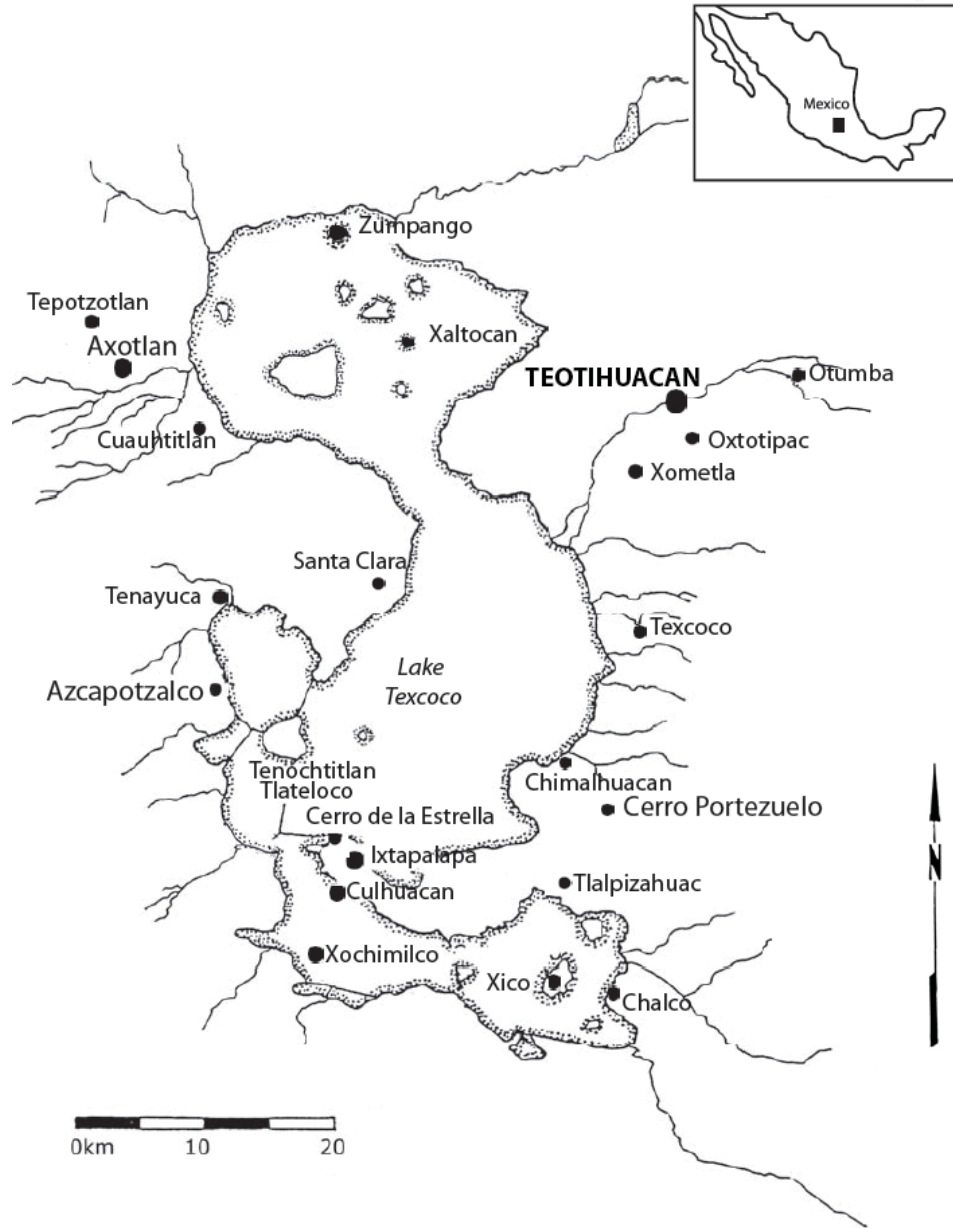 Mexico
Zumpango
Tepotzotlan
Xaltocan
Axotlan
TEOTIHUACAN
Otumba
Cuauhtitlan
Oxtotipac
Xometla
Santa Clara
Tenayuca
Texcoco
Lake
Texcoco
Azcapotzalco
Tenochtitlan
Tlateloco
Chimalhuacan
Cerro de la Estrella
Cerro Portezuelo
Ixtapalapa
N
Culhuacan
Tlalpizahuac
Xochimilco
Xico
Chalco
0km 10 20